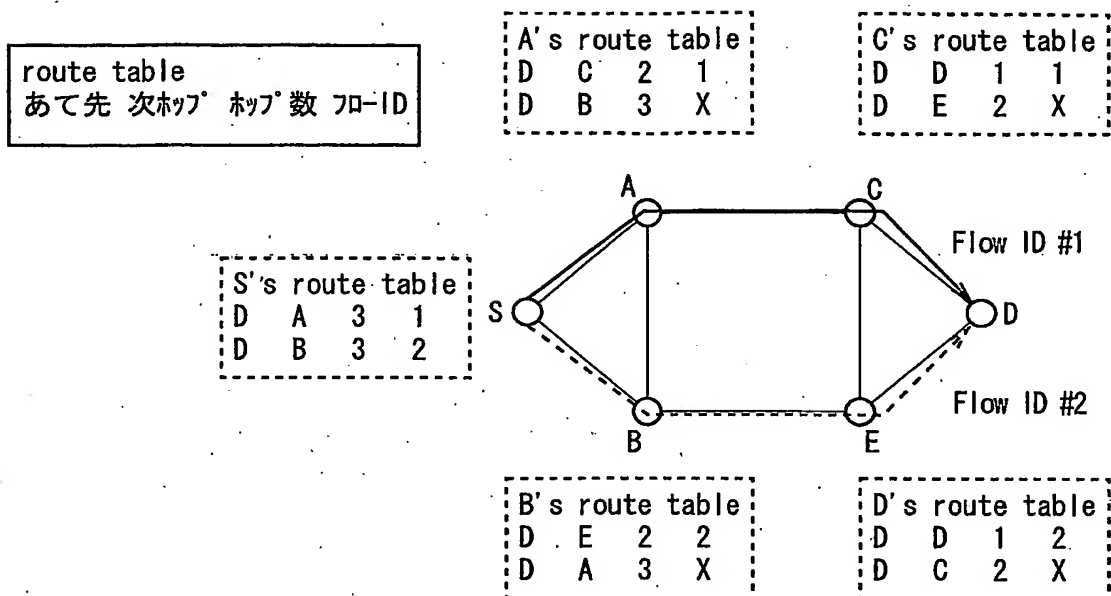 route table
あて先 次ホップ ホップ数 フローID
A's route table
D C 2 1
D B 3 X
C's route table
D D 1 1
D E 2 X
A
C
Flow ID #1
S's route table
D A 3 1
D B 3 2
S
D
Flow ID #2
B
E
B's route table
D E 2 2
D A 3 X
D's route table
D D 1 2
D C 2 X